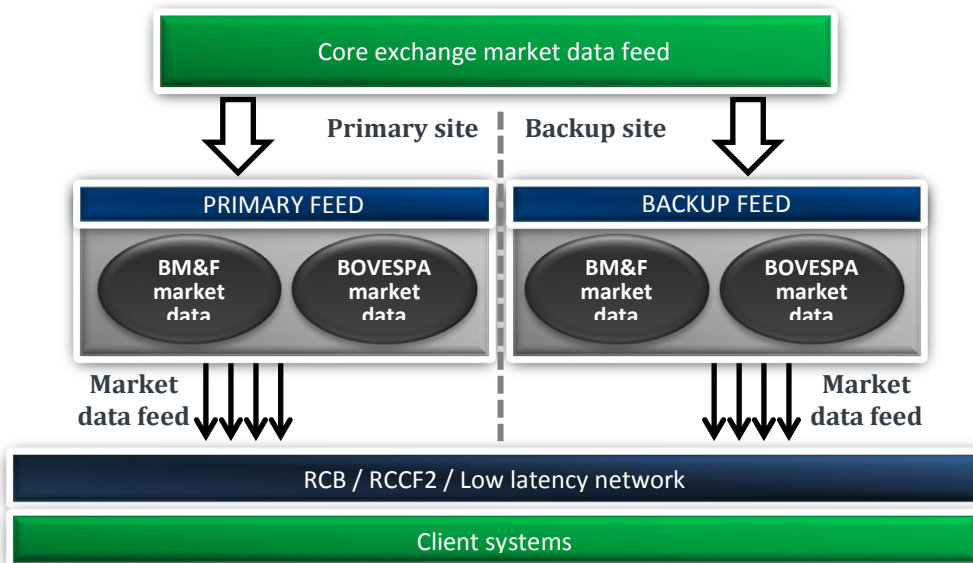 Core exchange market data feed
Primary site
Backup site
PRIMARY FEED
BACKUP FEED
BM&F
market
data
BOVESPA
market
data
BM&F
market
data
BOVESPA
market
data
Market
data feed
Market
data feed
RCB / RCCF2 / Low latency network
Client systems